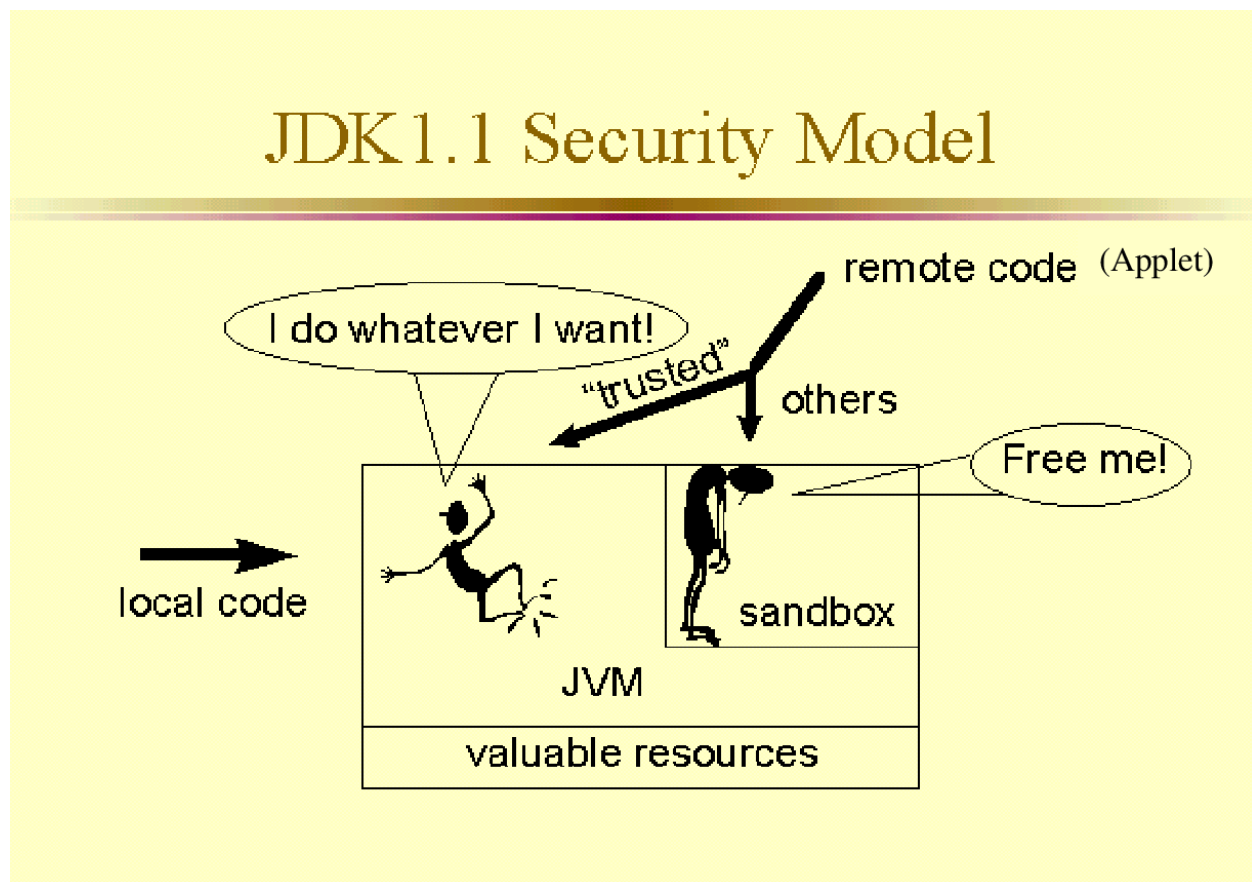 JDK1.1 Security Model
remote code (Applet)
I do whatever I want!
“trusted”
others
Free me!
local code
sandbox
JVM
valuable resources